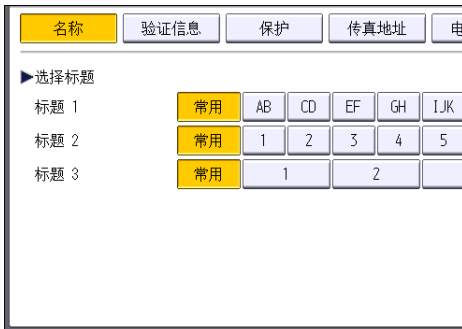 名称 验证信息 保护 传真地址 电
▶选择标题
标题 1 常用 AB CD EF GH IJK
标题 2 常用 1 2 3 4 5
标题 3 常用 1 2